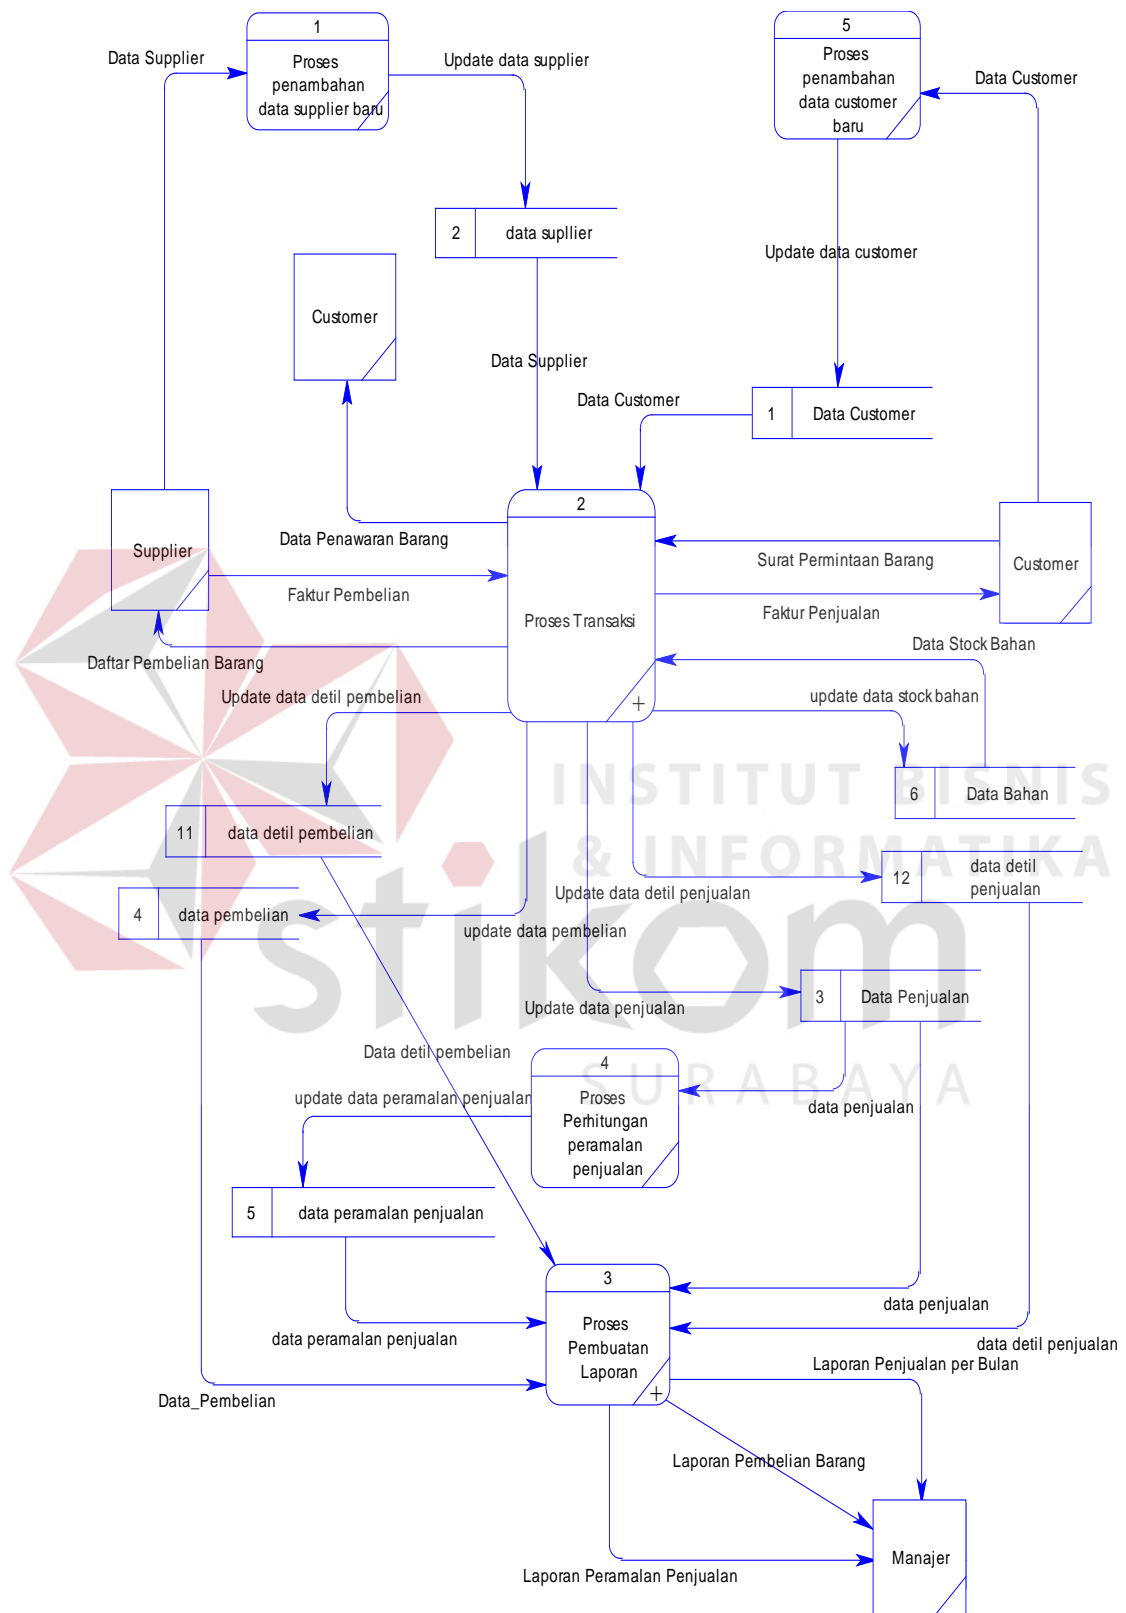 1
Proses
penambahan
data supplier baru
Data Supplier
Update data supplier
5
Proses
penambahan
data customer
baru
Data Customer
2
data supllier
Update data customer
Customer
Data Supplier
Data Customer
1
Data Customer
2
Proses Transaksi
+
Data Penawaran Barang
Supplier
Faktur Pembelian
Surat Permintaan Barang
Customer
Faktur Penjualan
Daftar Pembelian Barang
Data Stock Bahan
Update data detil pembelian
update data stock bahan
INSTITUT BISNIS
6
Data Bahan
11
data detil pembelian
& INFORMATIKA
12
data detil
penjualan
Update data detil penjualan
4
data pembelian
update data pembelian
stikom
3
Data Penjualan
Update data penjualan
Data detil pembelian
4
Proses
Perhitungan
peramalan
penjualan
SURABAYA
update data peramalan penjualan
data penjualan
5
data peramalan penjualan
3
Proses
Pembuatan
Laporan
+
data penjualan
data peramalan penjualan
data detil penjualan
Laporan Penjualan per Bulan
Data_Pembelian
Laporan Pembelian Barang
Manajer
Laporan Peramalan Penjualan